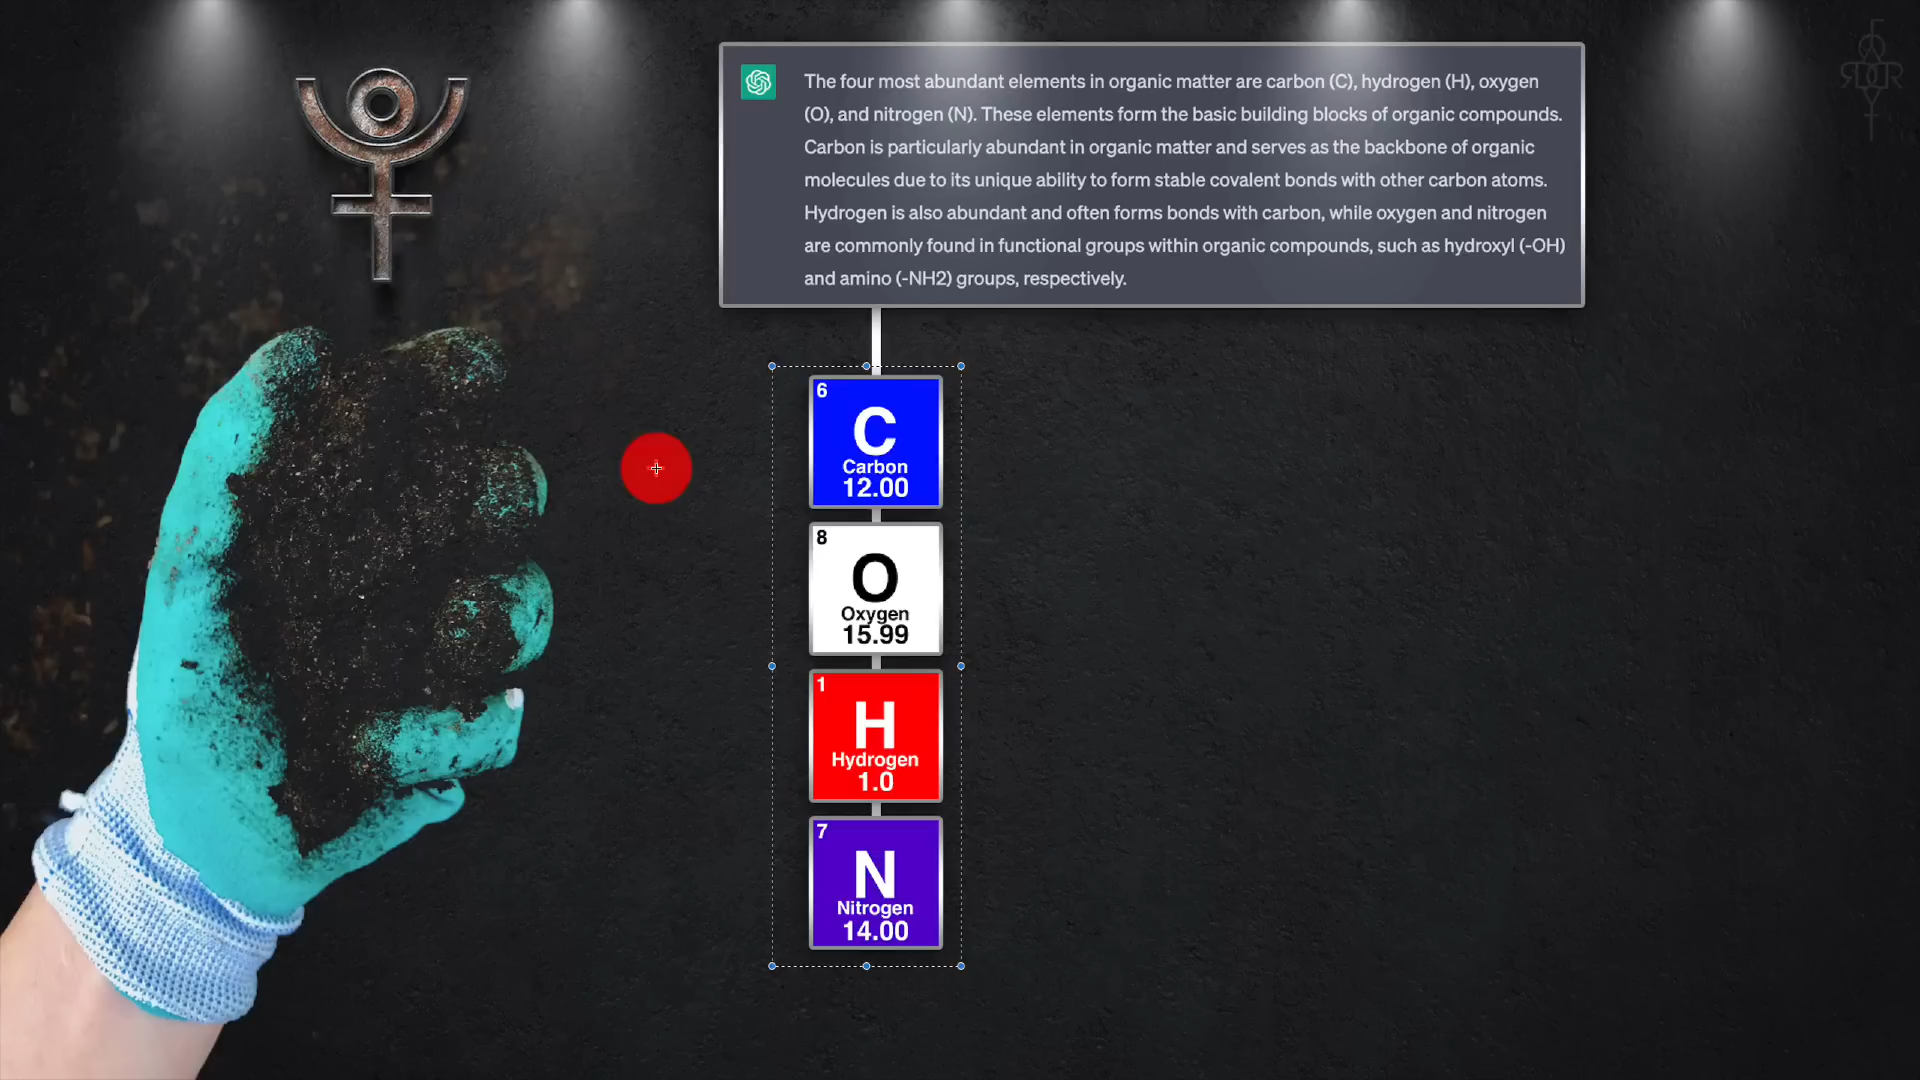 The four most abundant elements in organic matter are carbon (C), hydrogen (H), oxygen
(O), and nitrogen (N). These elements form the basic building blocks of organic compounds.
Carbon is particularly abundant in organic matter and serves as the backbone of organic
molecules due to its unique ability to form stable covalent bonds with other carbon atoms.
Hydrogen is also abundant and often forms bonds with carbon, while oxygen and nitrogen
are commonly found in functional groups within organic compounds, such as hydroxyl (-OH)
and amino (-NH2) groups, respectively.
6
C
Carbon
12.00
8
O
Oxygen
15.99
1
H
Hydrogen
1.0
7
N
Nitrogen
14.00